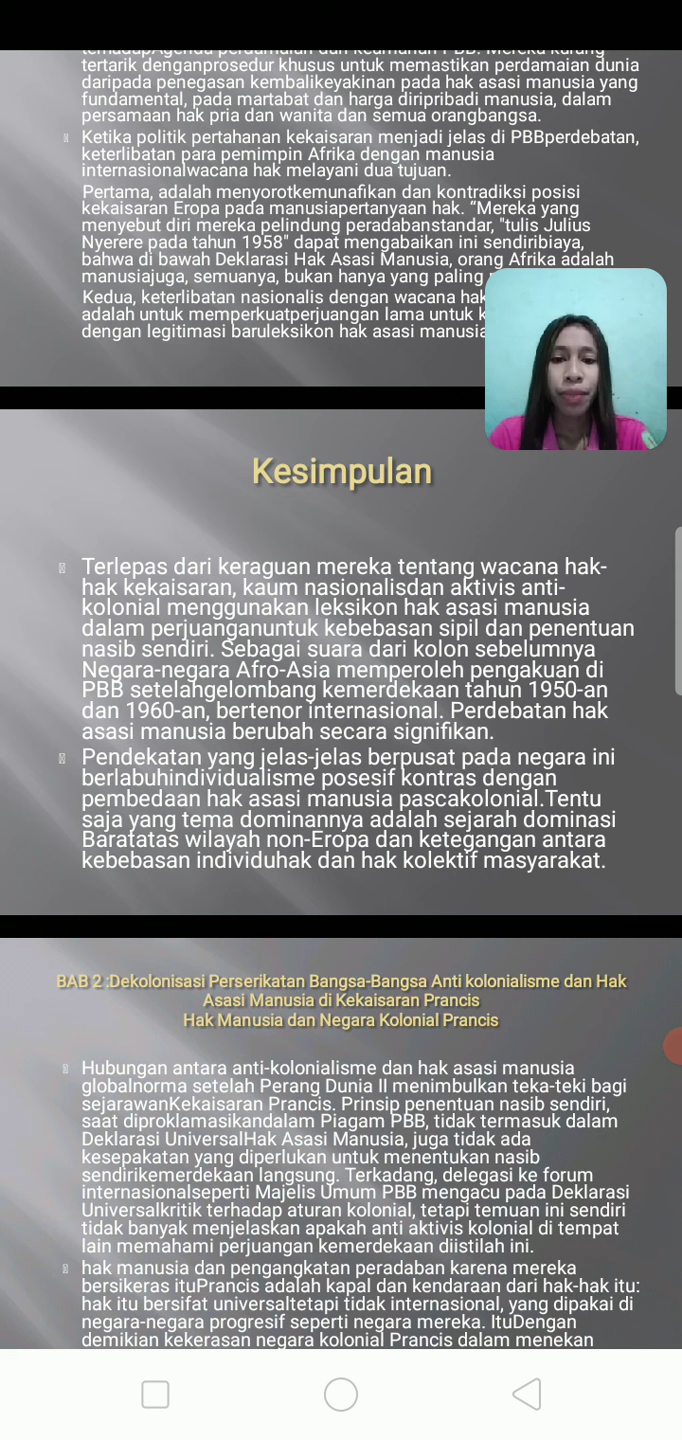 terhadapAgenda perdamaian dan keamanan PBB. Mereka kurang
tertarik denganprosedur khusus untuk memastikan perdamaian dunia
daripada penegasan kembalikeyakinan pada hak asasi manusia yang
fundamental, pada martabat dan harga diripribadi manusia, dalam
persamaan hak pria dan wanita dan semua orangbangsa.
Ketika politik pertahanan kekaisaran menjadi jelas di PBBperdebatan,
keterlibatan para pemimpin Afrika dengan manusia
internasionalwacana hak melayani dua tujuan.
Pertama, adalah menyorotkemunafikan dan kontradiksi posisi
kekaisaran Eropa pada manusiapertanyaan hak. “Mereka yang
menyebut diri mereka pelindung peradabanstandar, "tulis Julius
Nyerere pada tahun 1958" dapat mengabaikan ini sendiribiaya,
bahwa di bawah Deklarasi Hak Asasi Manusia, orang Afrika adalah
manusiajuga, semuanya, bukan hanya yang paling
Kedua, keterlibatan nasionalis dengan wacana hak
adalah untuk memperkuatperjuangan lama untuk
dengan legitimasi baruleksikon hak asasi manusia
Kesimpulan
Terlepas dari keraguan mereka tentang wacana hak-
hak kekaisaran, kaum nasionalisdan aktivis anti-
kolonial menggunakan leksikon hak asasi manusia
dalam perjuanganuntuk kebebasan sipil dan penentuan
nasib sendiri. Sebagai suara dari kolon sebelumnya
Negara-negara Afro-Asia memperoleh pengakuan di
PBB setelahgelombang kemerdekaan tahun 1950-an
dan 1960-an, bertenor internasional. Perdebatan hak
asasi manusia berubah secara signifikan.
Pendekatan yang jelas-jelas berpusat pada negara ini
berlabuhindividualisme posesif kontras dengan
pembedaan hak asasi manusia pascakolonial.Tentu
saja yang tema dominannya adalah sejarah dominasi
Baratatas wilayah non-Eropa dan ketegangan antara
kebebasan individuhak dan hak kolektif masyarakat.
BAB 2 :Dekolonisasi Perserikatan Bangsa-Bangsa Anti kolonialisme dan Hak
Asasi Manusia di Kekaisaran Prancis
Hak Manusia dan Negara Kolonial Prancis
Hubungan antara anti-kolonialisme dan hak asasi manusia
globalnorma setelah Perang Dunia II menimbulkan teka-teki bagi
sejarawanKekaisaran Prancis. Prinsip penentuan nasib sendiri,
saat diproklamasikandalam Piagam PBB, tidak termasuk dalam
Deklarasi UniversalHak Asasi Manusia, juga tidak ada
kesepakatan yang diperlukan untuk menentukan nasib
sendirikemerdekaan langsung. Terkadang, delegasi ke forum
internasionalseperti Majelis Umum PBB mengacu pada Deklarasi
Universalkritik terhadap aturan kolonial, tetapi temuan ini sendiri
tidak banyak menjelaskan apakah anti aktivis kolonial di tempat
lain memahami perjuangan kemerdekaan diistilah ini.
hak manusia dan pengangkatan peradaban karena mereka
bersikeras ituPrancis adalah kapal dan kendaraan dari hak-hak itu:
hak itu bersifat universaltetapi tidak internasional, yang dipakai di
negara-negara progresif seperti negara mereka. ItuDengan
demikian kekerasan negara kolonial Prancis dalam menekan